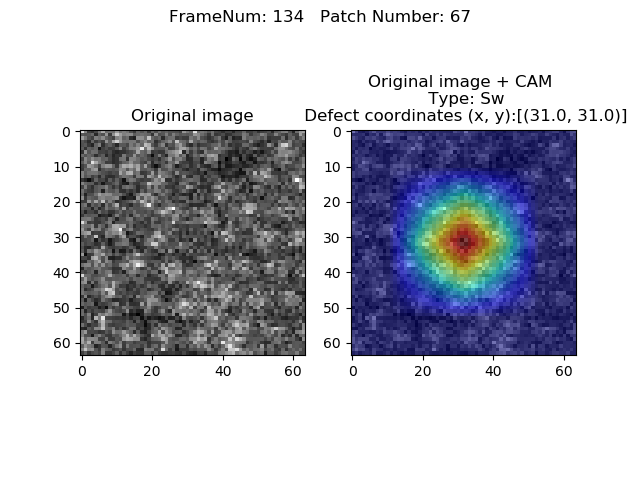 FrameNum: 134   Patch Number: 67
Original image
Original image + CAM
Type: Sw
Defect coordinates (x, y):[(31.0, 31.0)]
0
10
20
30
40
50
60
0 20 40 60
0
10
20
30
40
50
60
0 20 40 60